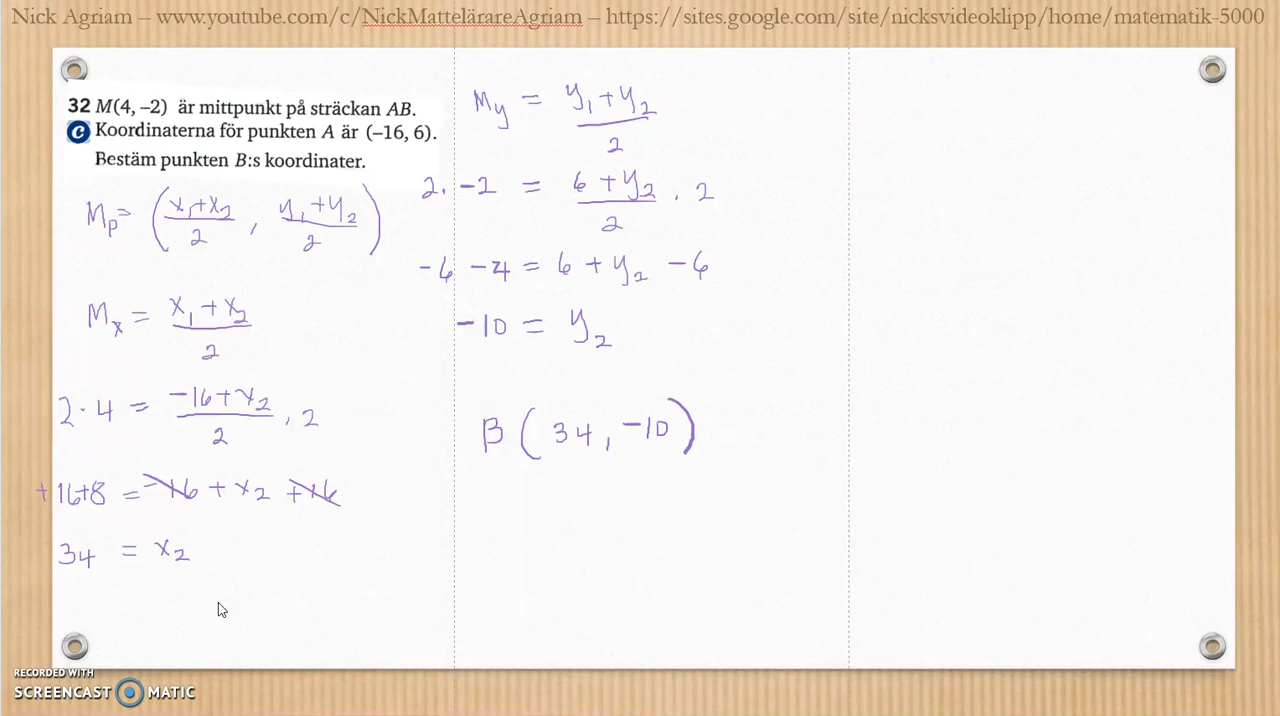 Nick Agriam – www.youtube.com/c/NickMattelärareAgriam – https://sites.google.com/site/nicksvideoklipp/home/matematik-5000
32 M(4, –2) är mittpunkt på sträckan AB.
C Koordinaterna för punkten A är (–16, 6).
Bestäm punkten B:s koordinater.
Mp= (x₁+x₂/2, y₁+y₂/2)
Mx = x₁ + x₂/2
2·4 = -16+x₂/2 · 2
+16+8 = -16 + x₂ +16
34 = x₂
My = y₁+y₂/2
2·-2 = 6+y₂/2 · 2
-6 -4 = 6 + y₂ -6
-10 = y₂
B (34, -10)
RECORDED WITH
SCREENCAST MATIC